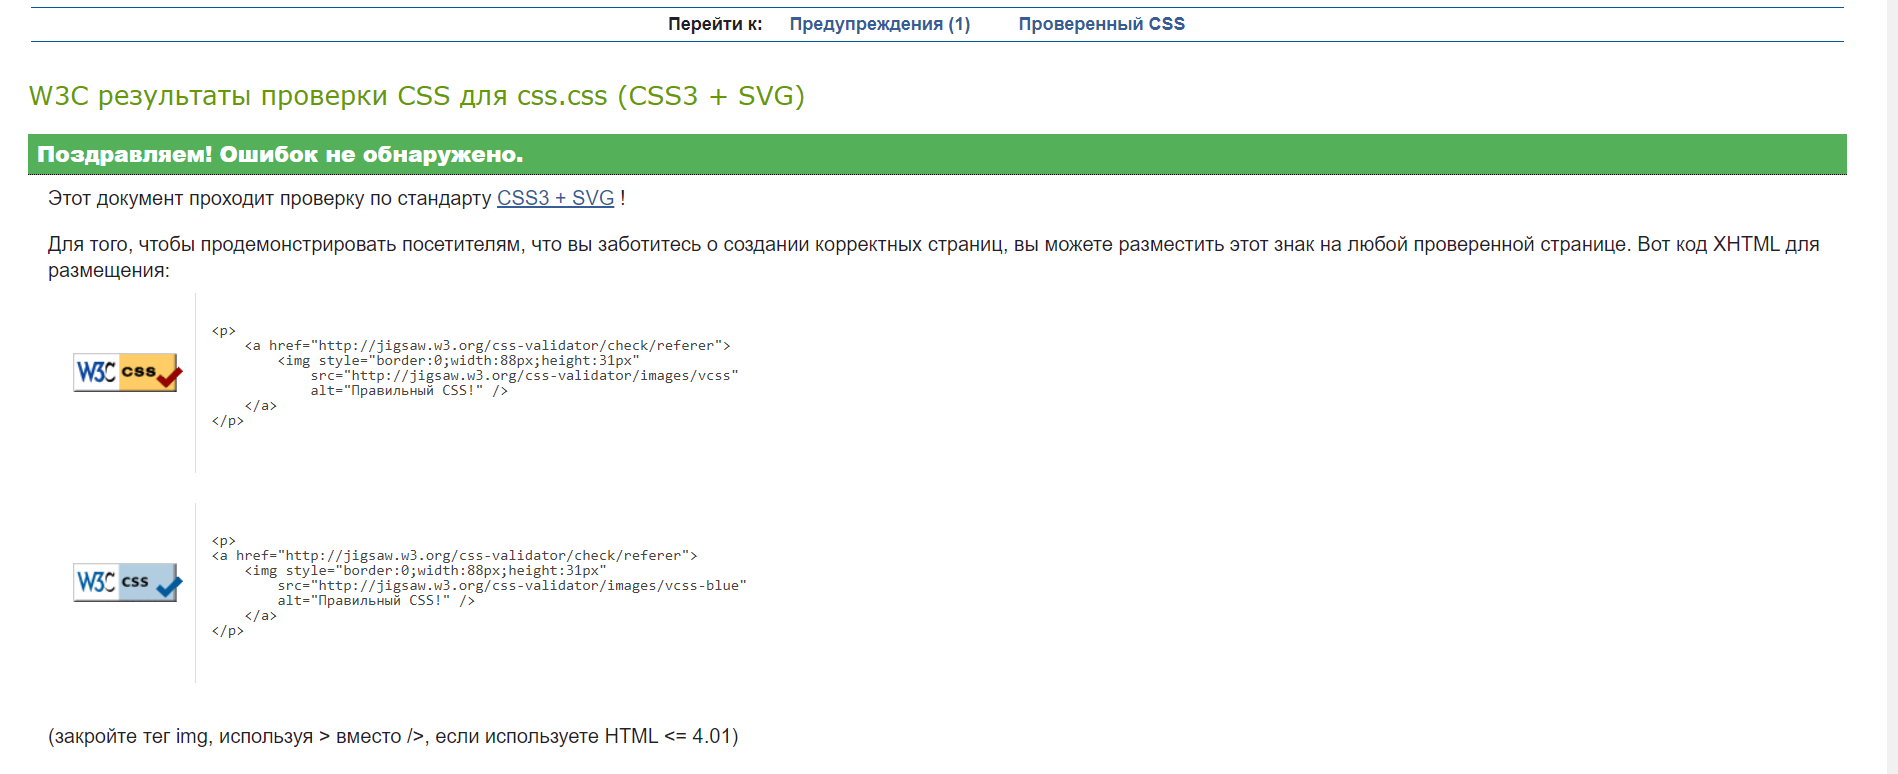 Перейти к: Предупреждения (1) Проверенный CSS
W3C результаты проверки CSS для css.css (CSS3 + SVG)
Поздравляем! Ошибок не обнаружено.
Этот документ проходит проверку по стандарту CSS3 + SVG !
Для того, чтобы продемонстрировать посетителям, что вы заботитесь о создании корректных страниц, вы можете разместить этот знак на любой проверенной странице. Вот код XHTML для
размещения:
W3C css
<p>
<a href="http://jigsaw.w3.org/css-validator/check/referer">
<img style="border:0;width:88px;height:31px"
src="http://jigsaw.w3.org/css-validator/images/vcss"
alt="Правильный CSS!" />
</a>
</p>
W3C css
<p>
<a href="http://jigsaw.w3.org/css-validator/check/referer">
<img style="border:0;width:88px;height:31px"
src="http://jigsaw.w3.org/css-validator/images/vcss-blue"
alt="Правильный CSS!" />
</a>
</p>
(закройте тег img, используя > вместо />, если используете HTML <= 4.01)